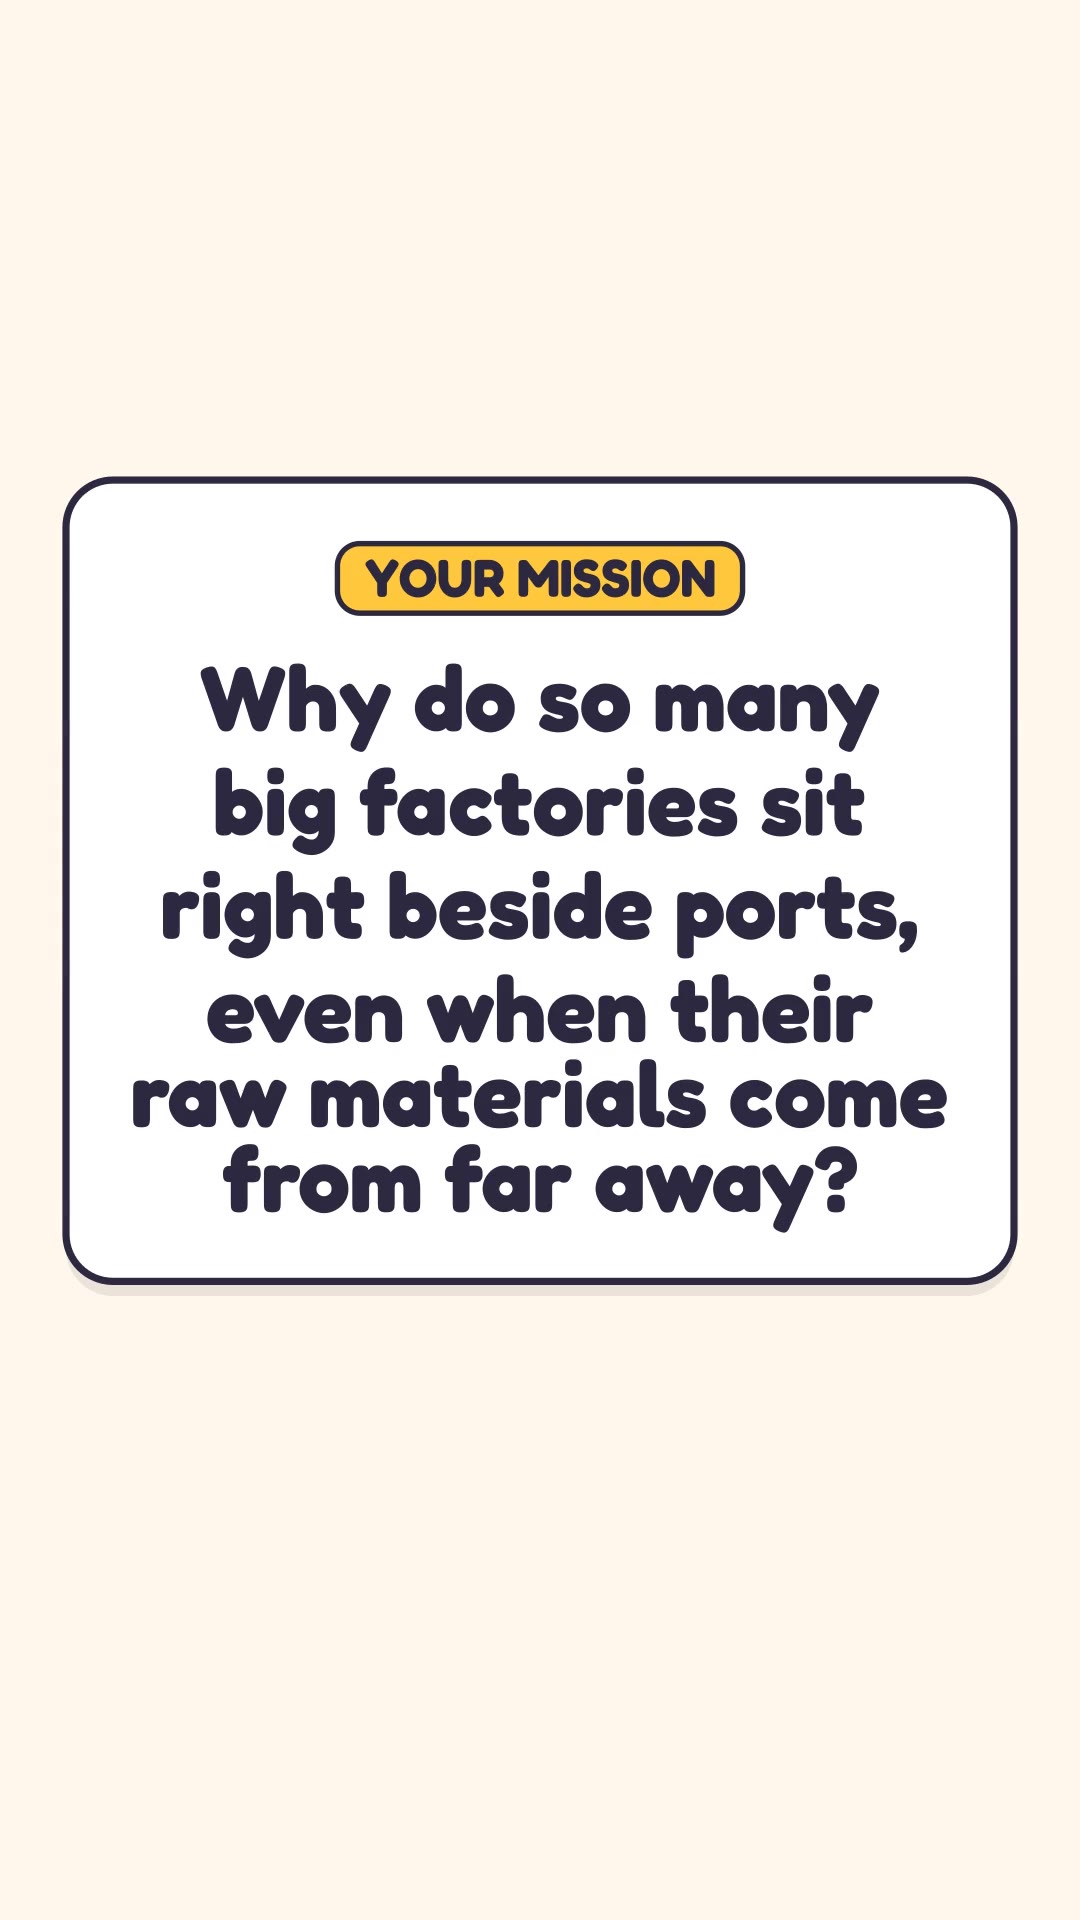 YOUR MISSION
Why do so many
big factories sit
right beside ports,
even when their
raw materials come
from far away?